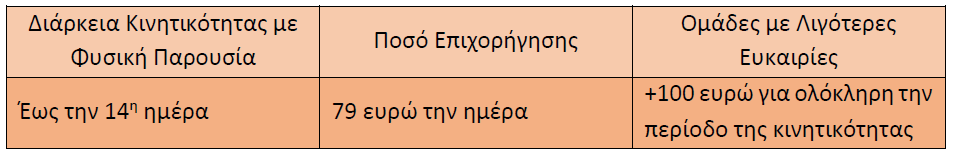 Διάρκεια Κινητικότητας με
Φυσική Παρουσία
Ποσό Επιχορήγησης
Ομάδες με Λιγότερες
Ευκαιρίες
Έως την 14η ημέρα
79 ευρώ την ημέρα
+100 ευρώ για ολόκληρη την
περίοδο της κινητικότητας